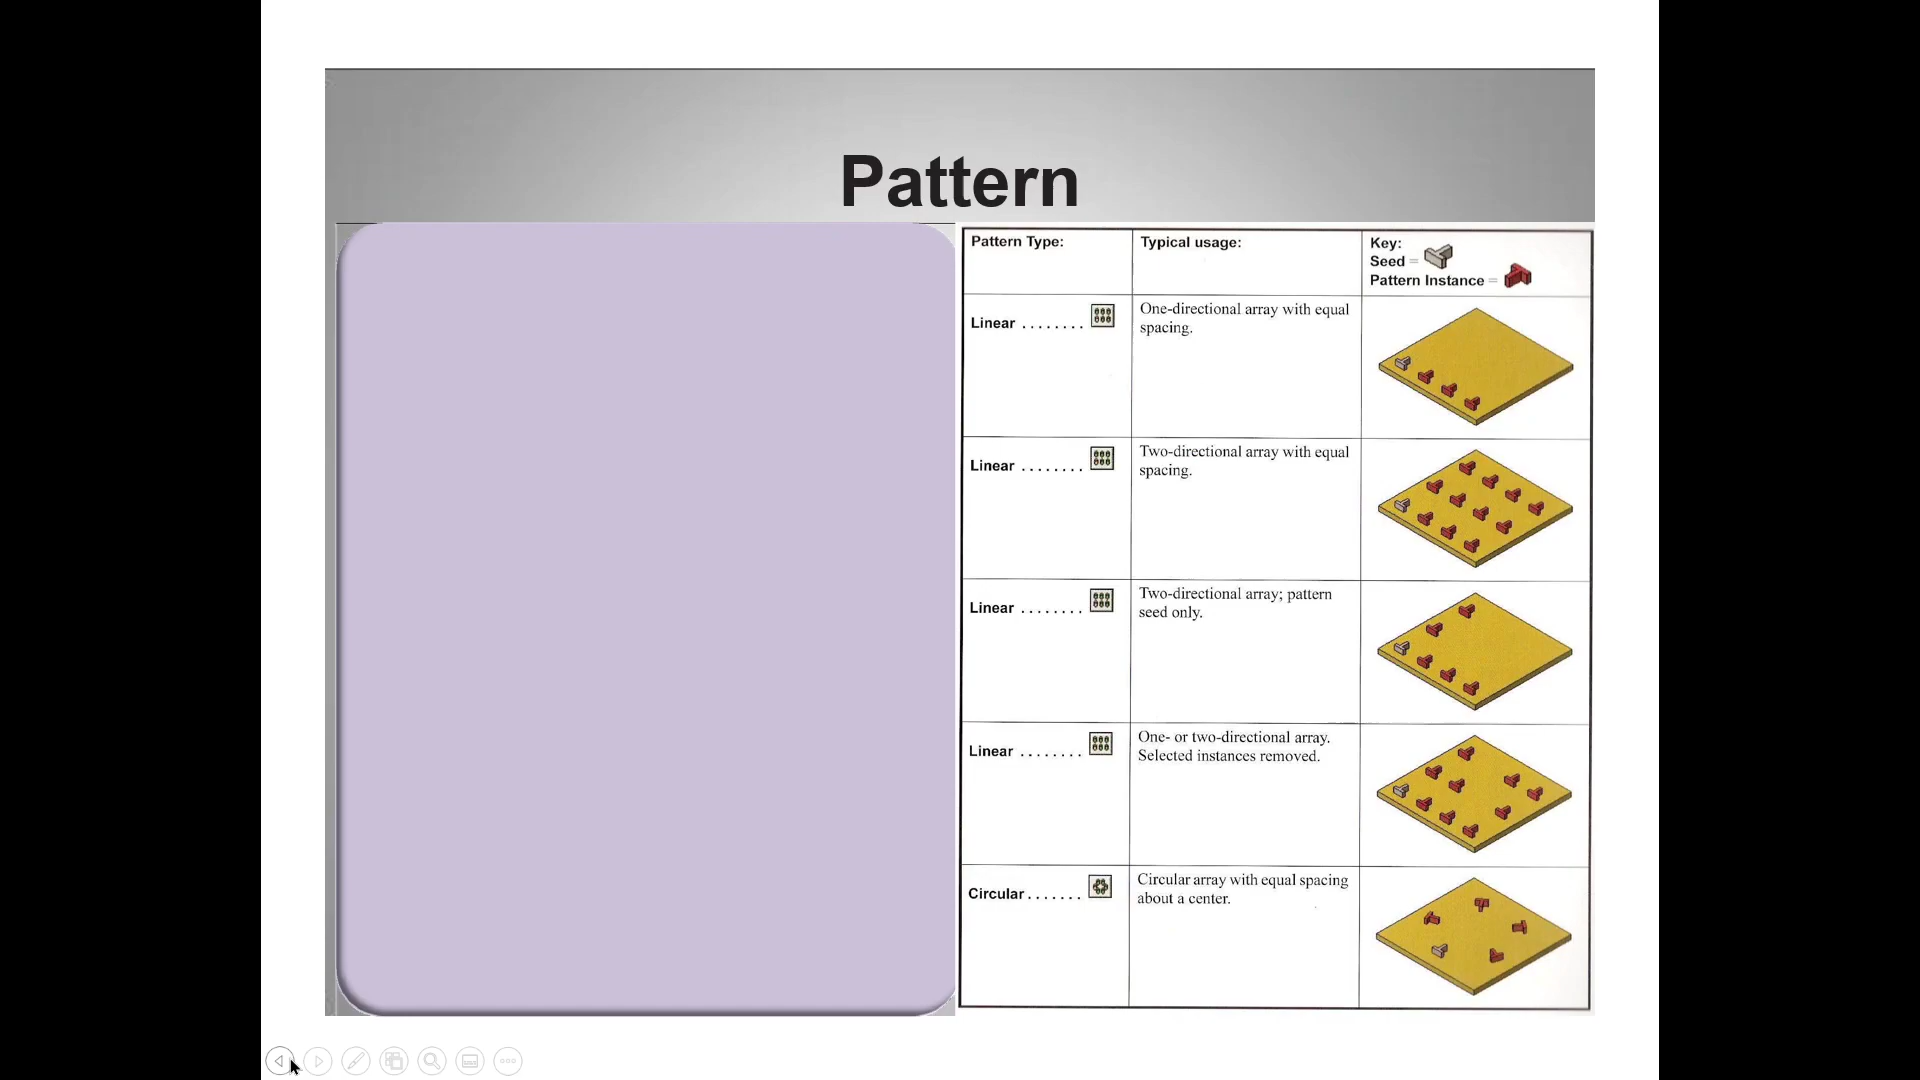 Pattern
Pattern Type:
Typical usage:
Key:
Seed =
Pattern Instance =
Linear ........
One-directional array with equal
spacing.
Linear ........
Two-directional array with equal
spacing.
Linear ........
Two-directional array; pattern
seed only.
Linear ........
One- or two-directional array.
Selected instances removed.
Circular .......
Circular array with equal spacing
about a center.